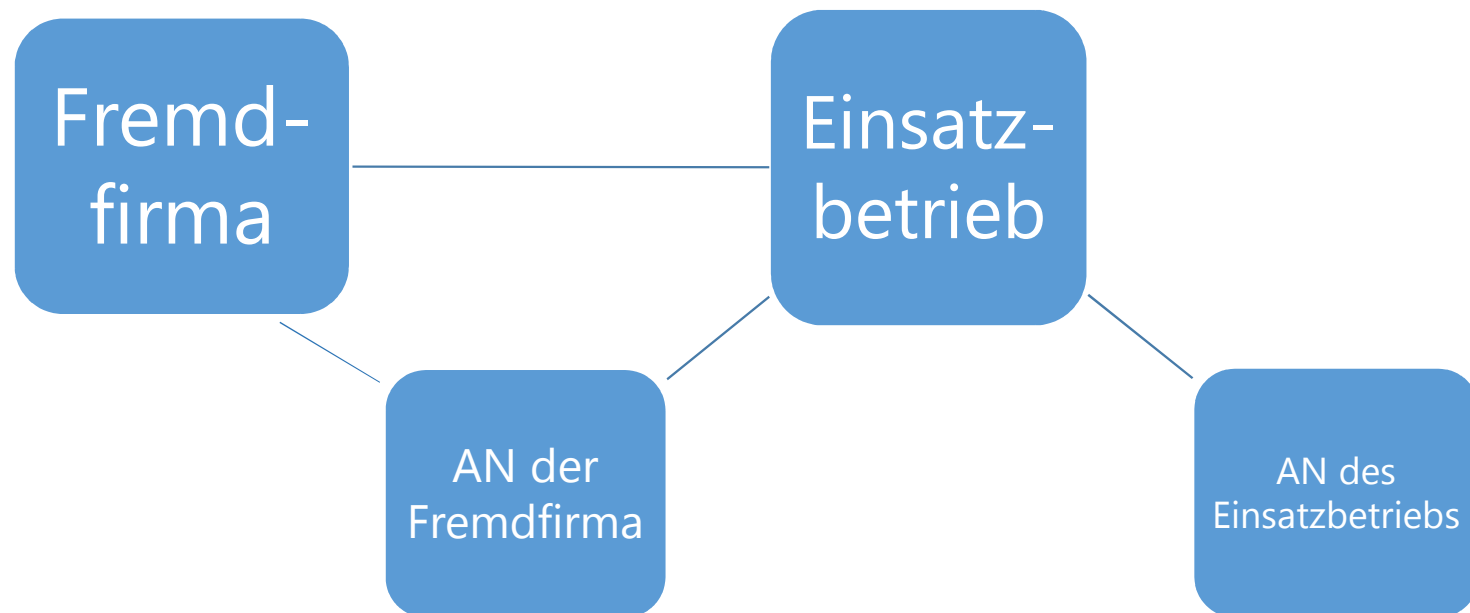 Fremd-
firma
Einsatz-
betrieb
AN der
Fremdfirma
AN des
Einsatzbetriebs